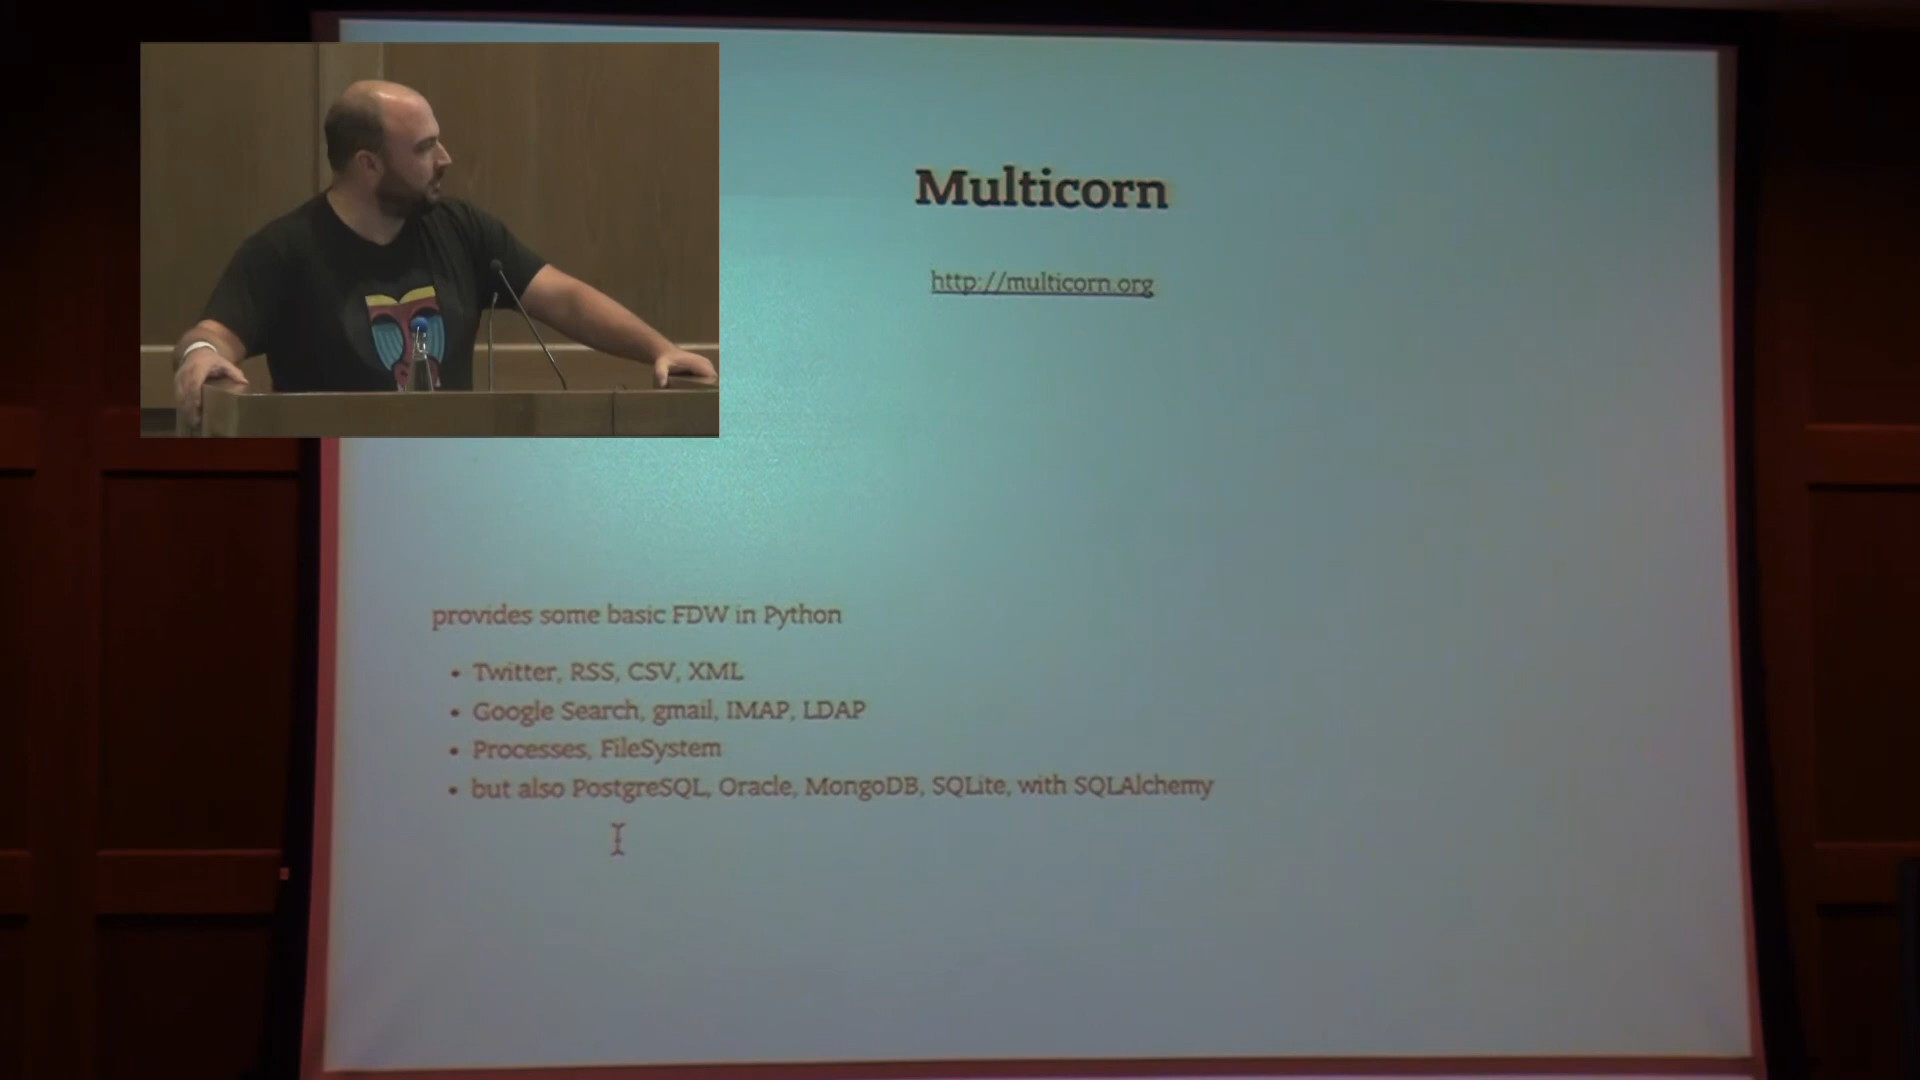 Multicorn
http://multicorn.org
provides some basic FDW in Python
• Twitter, RSS, CSV, XML
• Google Search, gmail, IMAP, LDAP
• Processes, FileSystem
• but also PostgreSQL, Oracle, MongoDB, SQLite, with SQLAlchemy